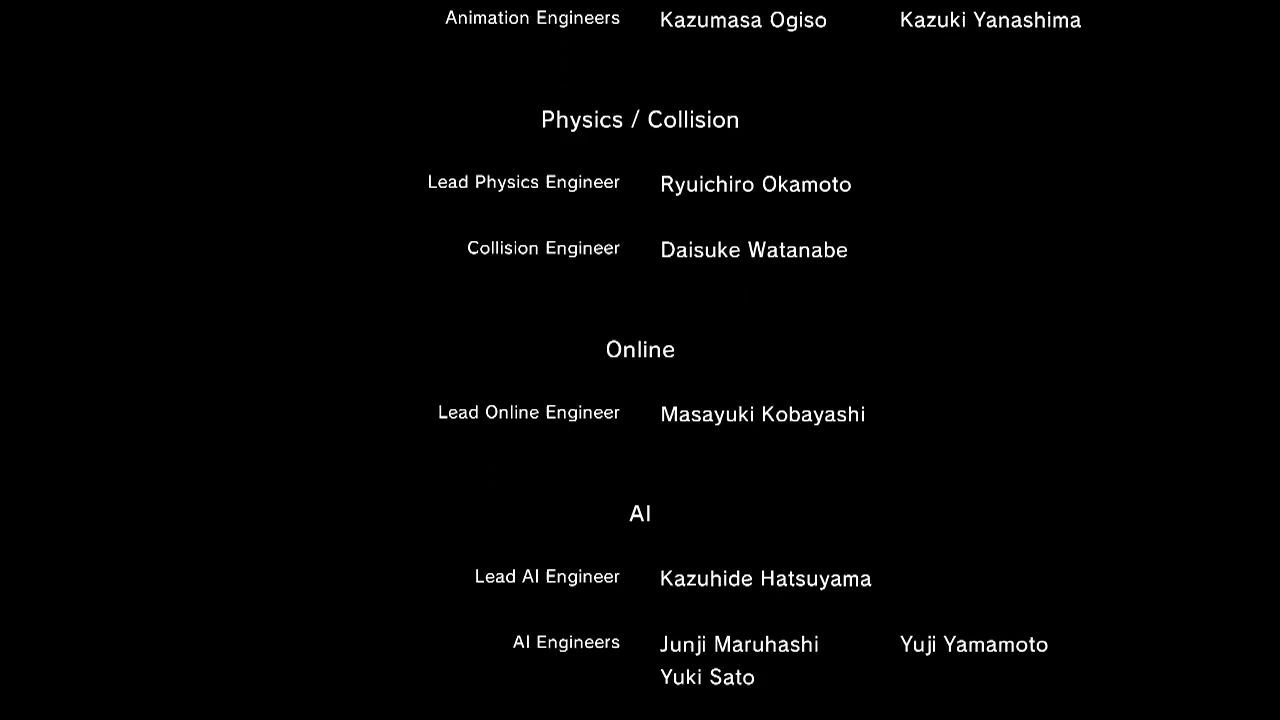 Animation Engineers Kazumasa Ogiso Kazuki Yanashima
Physics / Collision
Lead Physics Engineer Ryuichiro Okamoto
Collision Engineer Daisuke Watanabe
Online
Lead Online Engineer Masayuki Kobayashi
AI
Lead AI Engineer Kazuhide Hatsuyama
AI Engineers Junji Maruhashi Yuji Yamamoto
Yuki Sato